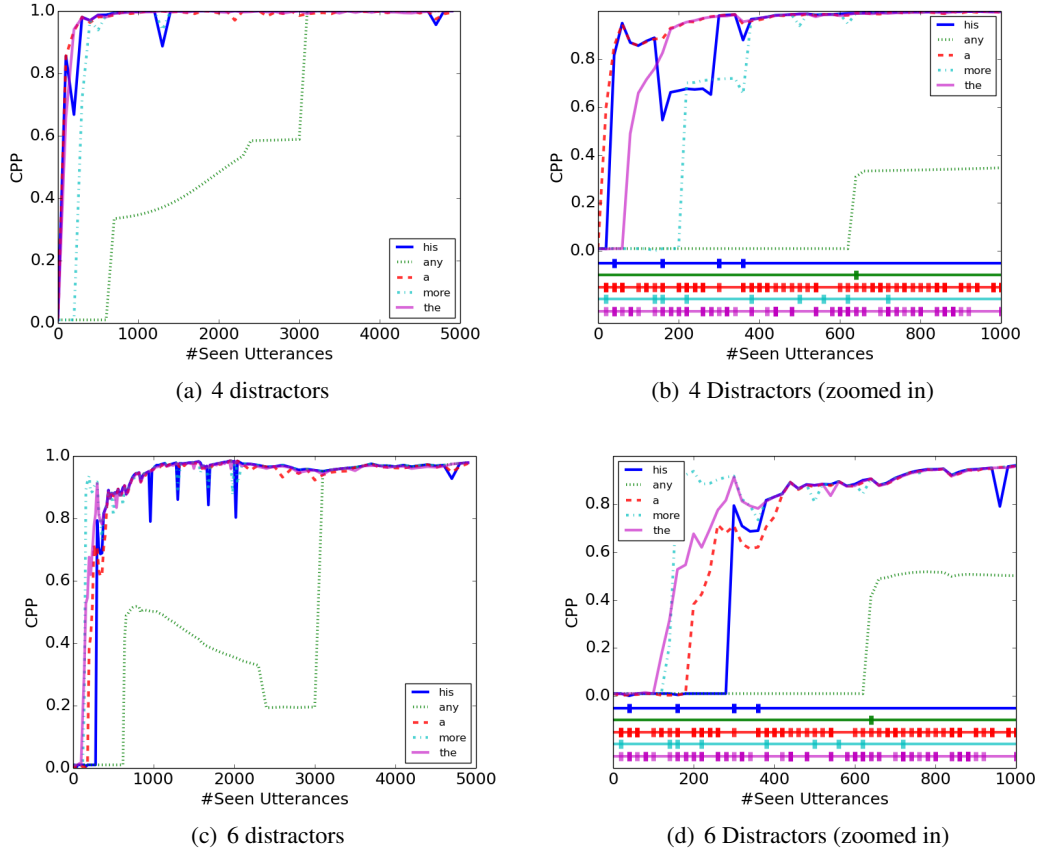 1.0
0.8
0.6
0.4
0.2
0.0
CPP
0 1000 2000 3000 4000 5000
#Seen Utterances
his
any
a
more
the
(a) 4 distractors
1.0
0.8
0.6
0.4
0.2
0.0
CPP
0 200 400 600 800 1000
#Seen Utterances
his
any
a
more
the
(b) 4 Distractors (zoomed in)
1.0
0.8
0.6
0.4
0.2
0.0
CPP
0 1000 2000 3000 4000 5000
#Seen Utterances
his
any
a
more
the
(c) 6 distractors
1.0
0.8
0.6
0.4
0.2
0.0
CPP
0 200 400 600 800 1000
#Seen Utterances
his
any
a
more
the
(d) 6 Distractors (zoomed in)